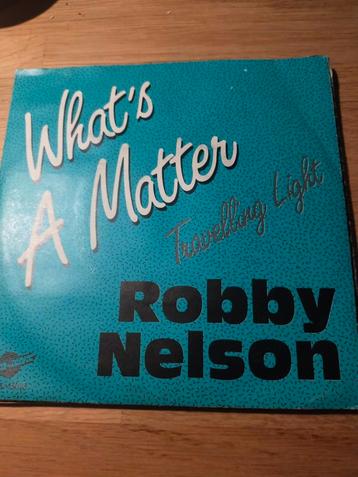 What's
A Matter
Travelling Light
Robby
Nelson